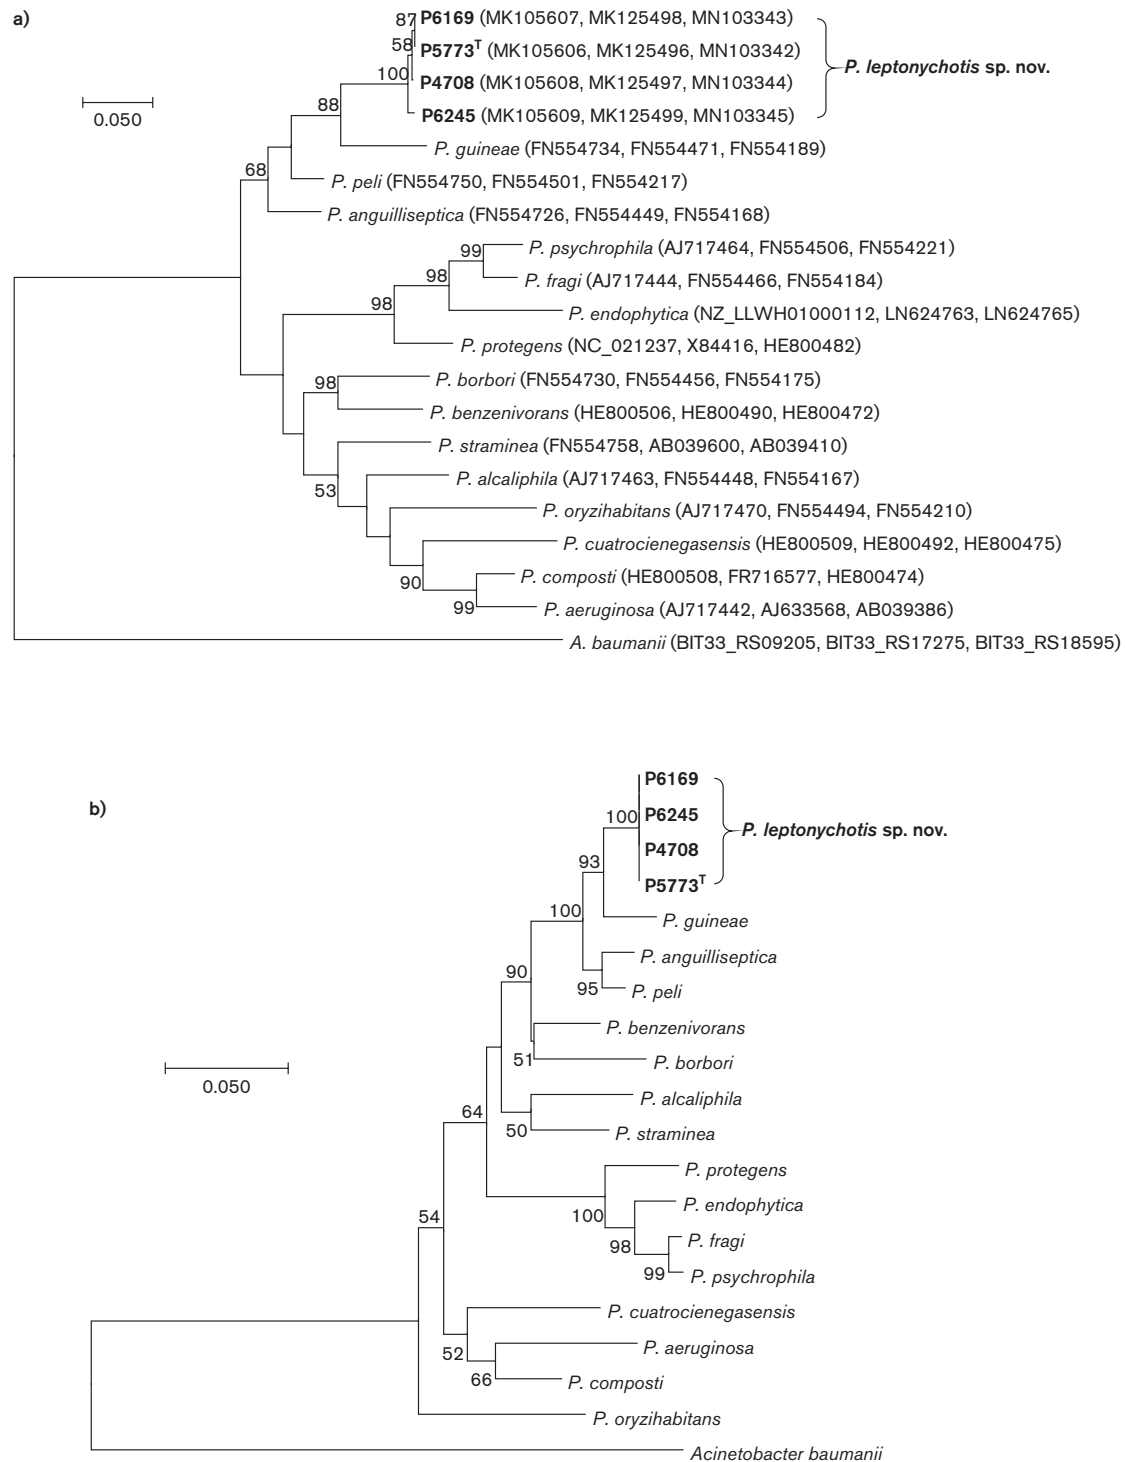 a)
87
P6169 (MK105607, MK125498, MN103343)
58
P5773T (MK105606, MK125496, MN103342)
100
P4708 (MK105608, MK125497, MN103344)
P6245 (MK105609, MK125499, MN103345)
P. leptonychotis sp. nov.
0.050
88
P. guineae (FN554734, FN554471, FN554189)
68
P. peli (FN554750, FN554501, FN554217)
P. anguilliseptica (FN554726, FN554449, FN554168)
99
P. psychrophila (AJ717464, FN554506, FN554221)
98
P. fragi (AJ717444, FN554466, FN554184)
98
P. endophytica (NZ_LLWH01000112, LN624763, LN624765)
P. protegens (NC_021237, X84416, HE800482)
98
P. borbori (FN554730, FN554456, FN554175)
P. benzenivorans (HE800506, HE800490, HE800472)
P. straminea (FN554758, AB039600, AB039410)
53
P. alcaliphila (AJ717463, FN554448, FN554167)
P. oryzihabitans (AJ717470, FN554494, FN554210)
P. cuatrocienegasensis (HE800509, HE800492, HE800475)
90
P. composti (HE800508, FR716577, HE800474)
99
P. aeruginosa (AJ717442, AJ633568, AB039386)
A. baumanii (BIT33_RS09205, BIT33_RS17275, BIT33_RS18595)
b)
P6169
100
P6245
P4708
P5773T
P. leptonychotis sp. nov.
93
100
P. guineae
P. anguilliseptica
95
P. peli
90
P. benzenivorans
51
P. borbori
0.050
P. alcaliphila
50
P. straminea
64
P. protegens
100
P. endophytica
98
P. fragi
99
P. psychrophila
54
P. cuatrocienegasensis
52
P. aeruginosa
66
P. composti
P. oryzihabitans
Acinetobacter baumanii